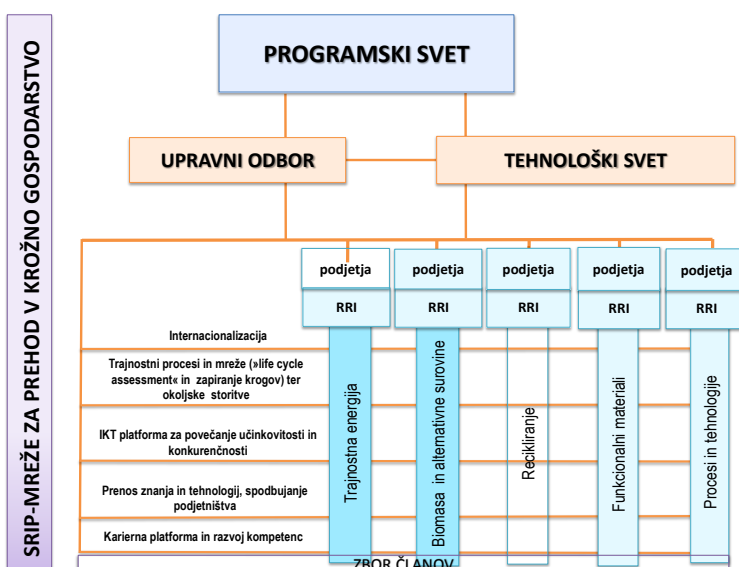 SRIP-MREŽE ZA PREHOD V KROŽNO GOSPODARSTVO
PROGRAMSKI SVET
UPRAVNI ODBOR
TEHNOLOŠKI SVET
podjetja
podjetja
podjetja
podjetja
podjetja
RRI
RRI
RRI
RRI
RRI
Internacionalizacija
Trajnostni procesi in mreže (»life cycle
assessment« in zapiranje krogov) ter
okoljske storitve
IKT platforma za povečanje učinkovitosti in
konkurenčnosti
Prenos znanja in tehnologij, spodbujanje
podjetništva
Karierna platforma in razvoj kompetenc
Trajnostna energija
Biomasa in alternativne surovine
Recikliranje
Funkcionalni materiali
Procesi in tehnologije
ZBOR ČLANOV